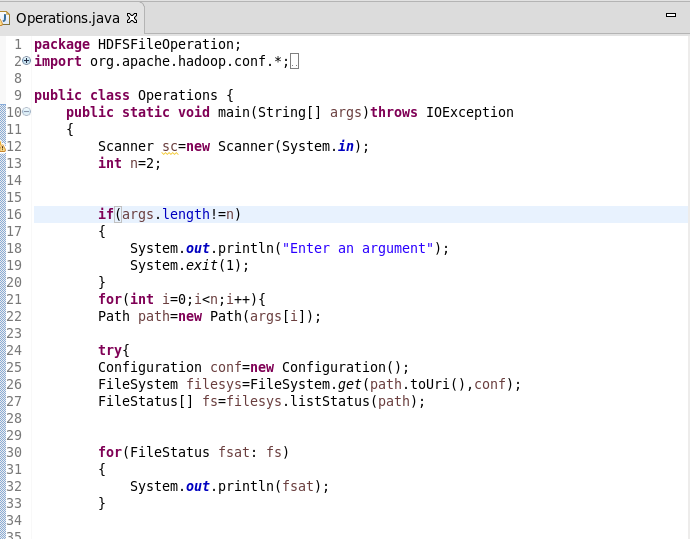 Operations.java
1 package HDFSFileOperation;
2 import org.apache.hadoop.conf.*;
8
9 public class Operations {
10 public static void main(String[] args)throws IOException
11 {
12 Scanner sc=new Scanner(System.in);
13 int n=2;
14
15
16 if(args.length!=n)
17 {
18 System.out.println("Enter an argument");
19 System.exit(1);
20 }
21 for(int i=0;i<n;i++){
22 Path path=new Path(args[i]);
23
24 try{
25 Configuration conf=new Configuration();
26 FileSystem filesys=FileSystem.get(path.toUri(),conf);
27 FileStatus[] fs=filesys.listStatus(path);
28
29
30 for(FileStatus fsat: fs)
31 {
32 System.out.println(fsat);
33 }
34
35